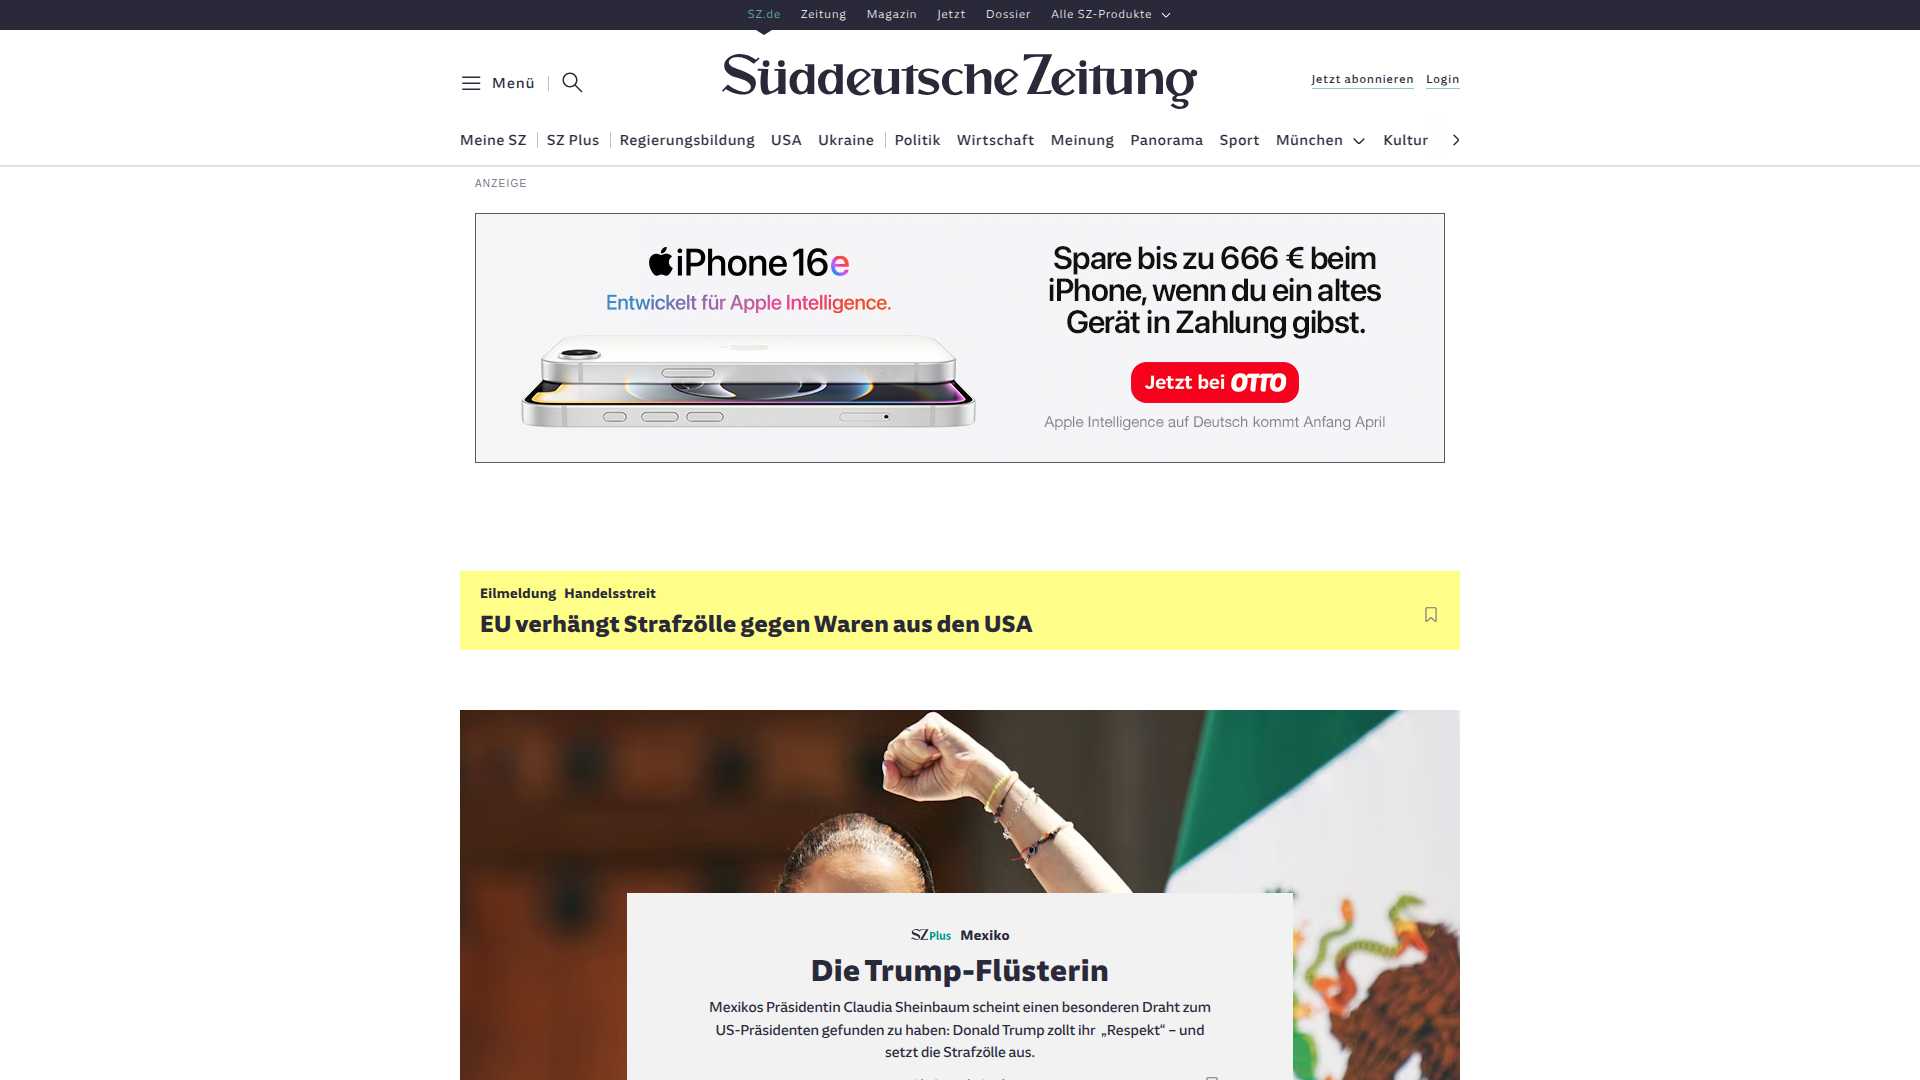 SZ.de Zeitung Magazin Jetzt Dossier Alle SZ-Produkte
Menü
Süddeutsche Zeitung
Jetzt abonnieren Login
Meine SZ SZ Plus Regierungsbildung USA Ukraine Politik Wirtschaft Meinung Panorama Sport München Kultur
ANZEIGE
iPhone 16e
Entwickelt für Apple Intelligence.
Spare bis zu 666 € beim
iPhone, wenn du ein altes
Gerät in Zahlung gibst.
Jetzt bei OTTO
Apple Intelligence auf Deutsch kommt Anfang April
Eilmeldung Handelsstreit
EU verhängt Strafzölle gegen Waren aus den USA
SZ Plus Mexiko
Die Trump-Flüsterin
Mexikos Präsidentin Claudia Sheinbaum scheint einen besonderen Draht zum
US-Präsidenten gefunden zu haben: Donald Trump zollt ihr „Respekt“ – und
setzt die Strafzölle aus.